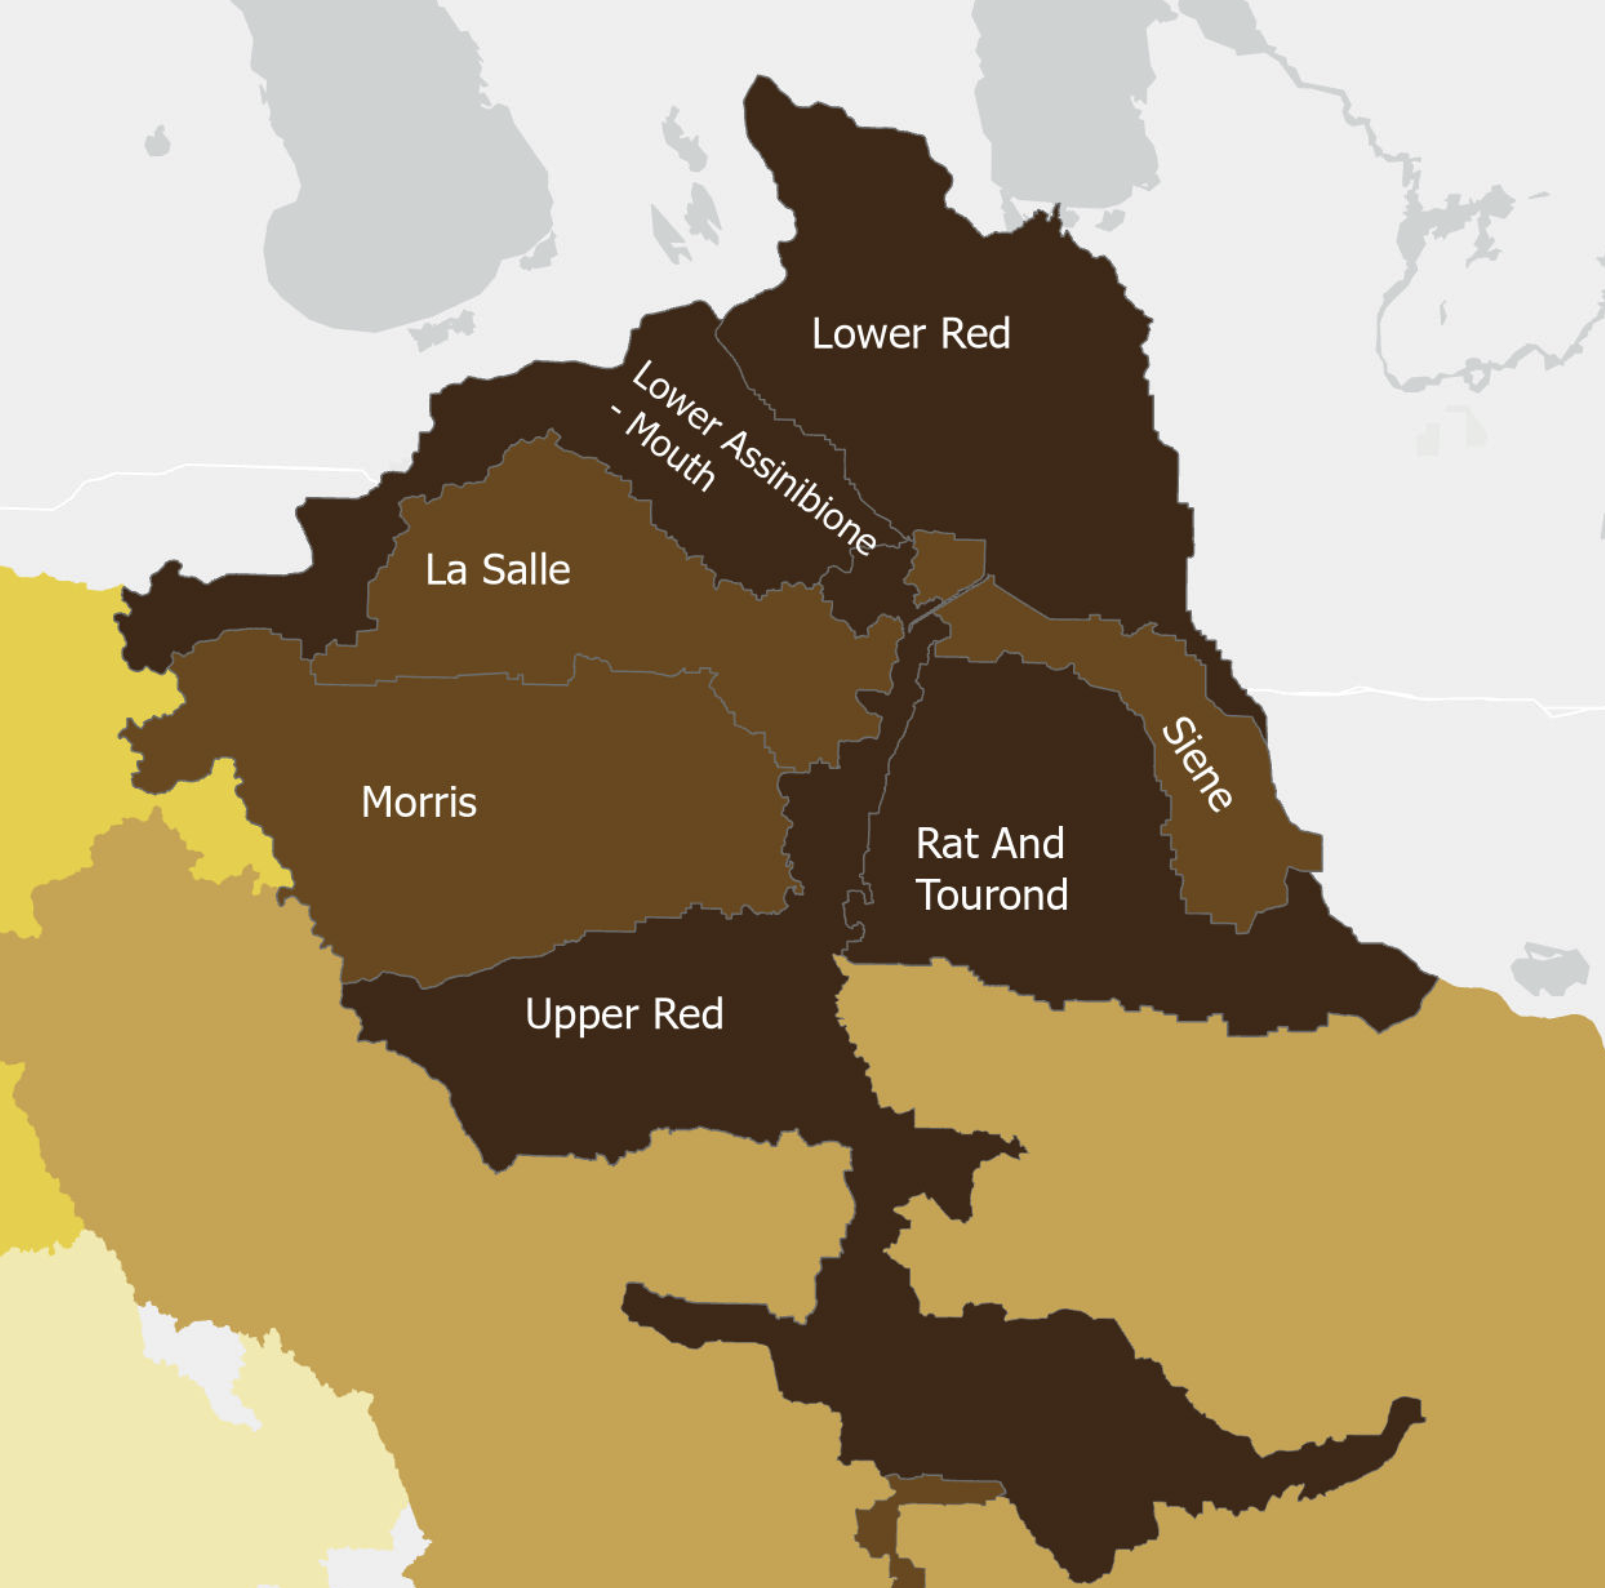 Lower Red
Lower Assinibione
- Mouth
La Salle
Siene
Morris
Rat And
Tourond
Upper Red